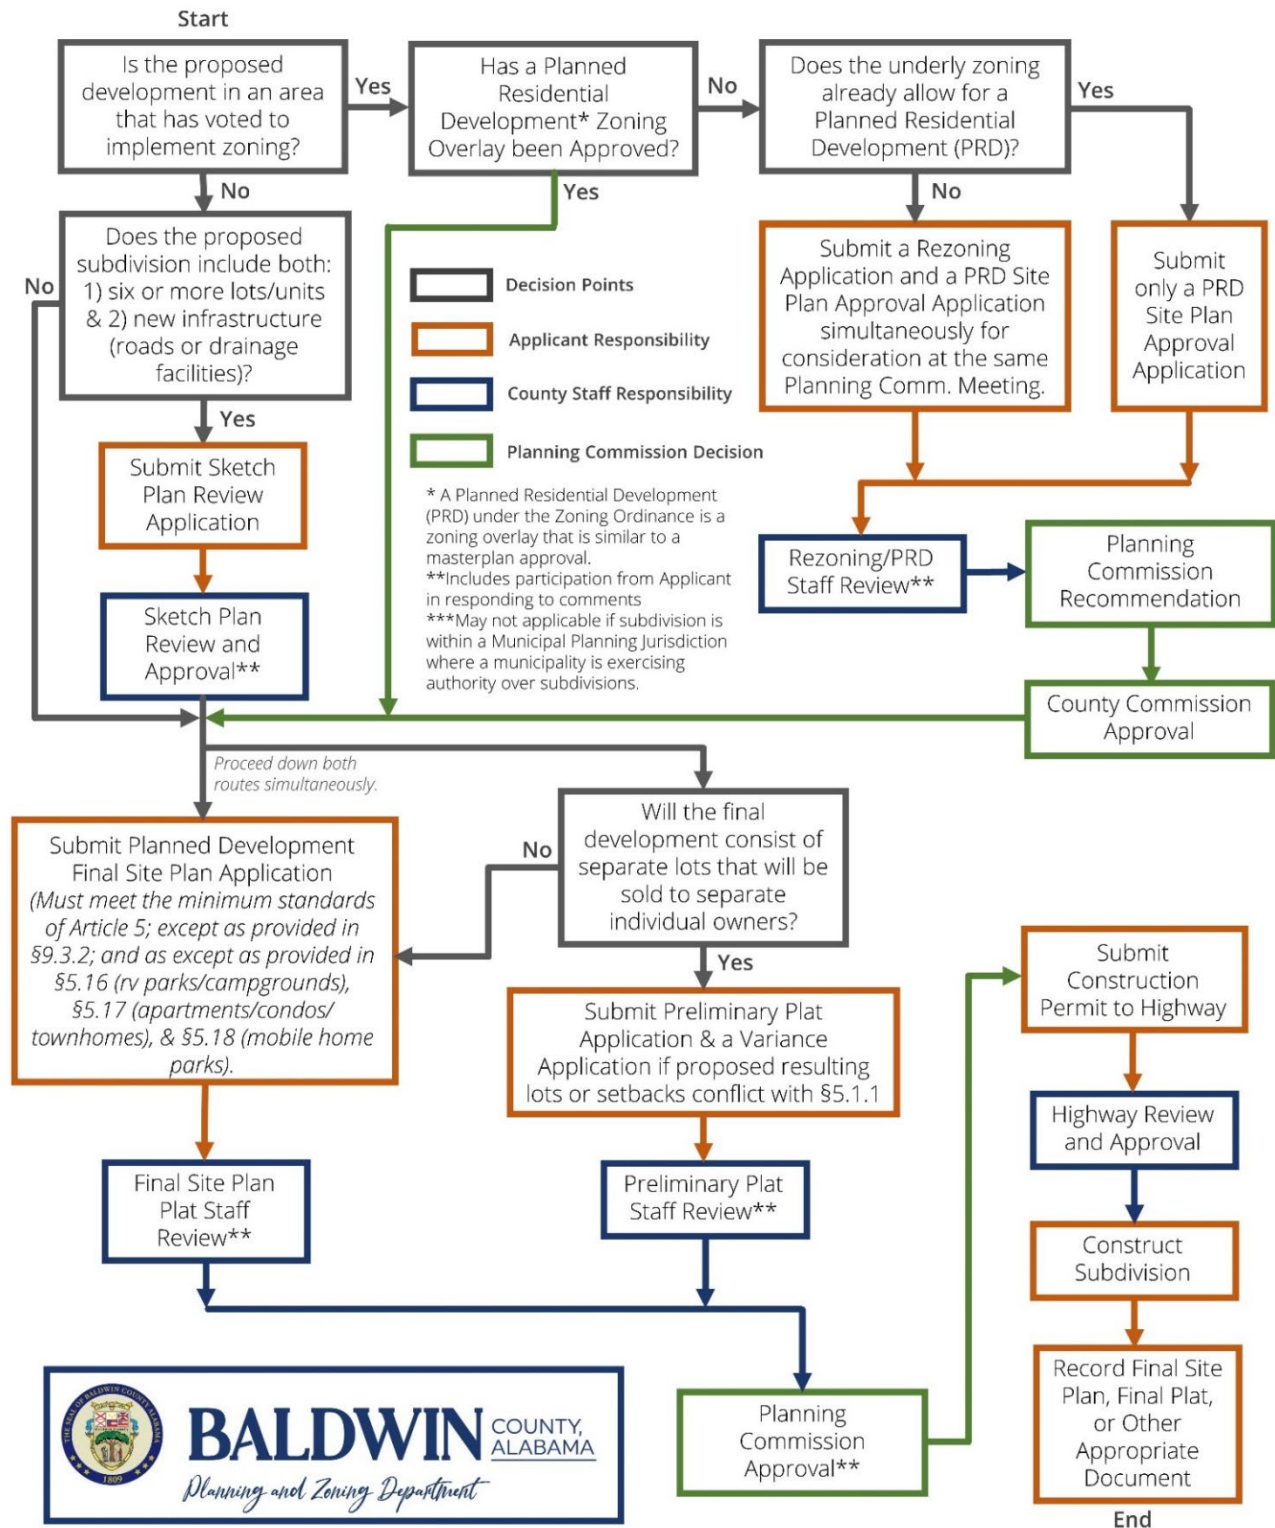 Start
Is the proposed
development in an area
that has voted to
implement zoning?
Yes
Has a Planned
Residential
Development* Zoning
Overlay been Approved?
No
Does the underly zoning
already allow for a
Planned Residential
Development (PRD)?
Yes
No
Yes
No
Does the proposed
subdivision include both:
1) six or more lots/units
& 2) new infrastructure
(roads or drainage
facilities)?
No
Yes
Submit a Rezoning
Application and a PRD Site
Plan Approval Application
simultaneously for
consideration at the same
Planning Comm. Meeting.
Submit
only a PRD
Site Plan
Approval
Application
Decision Points
Applicant Responsibility
County Staff Responsibility
Planning Commission Decision
* A Planned Residential Development
(PRD) under the Zoning Ordinance is a
zoning overlay that is similar to a
masterplan approval.
**Includes participation from Applicant
in responding to comments
***May not applicable if subdivision is
within a Municipal Planning Jurisdiction
where a municipality is exercising
authority over subdivisions.
Submit Sketch
Plan Review
Application
Sketch Plan
Review and
Approval**
Rezoning/PRD
Staff Review**
Planning
Commission
Recommendation
County Commission
Approval
Proceed down both
routes simultaneously.
Will the final
development consist of
separate lots that will be
sold to separate
individual owners?
No
Yes
Submit Planned Development
Final Site Plan Application
(Must meet the minimum standards
of Article 5; except as provided in
§9.3.2; and as except as provided in
§5.16 (rv parks/campgrounds),
§5.17 (apartments/condos/
townhomes), & §5.18 (mobile home
parks).
Submit Preliminary Plat
Application & a Variance
Application if proposed resulting
lots or setbacks conflict with §5.1.1
Final Site Plan
Plat Staff
Review**
Preliminary Plat
Staff Review**
Planning
Commission
Approval**
Submit
Construction
Permit to Highway
Highway Review
and Approval
Construct
Subdivision
Record Final Site
Plan, Final Plat,
or Other
Appropriate
Document
End
THE SEAL OF BALDWIN COUNTY ALABAMA
1809
BALDWIN COUNTY,
ALABAMA
Planning and Zoning Department